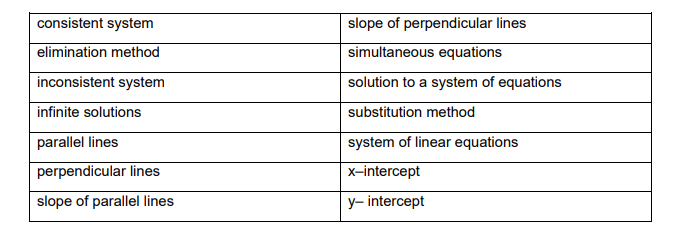 consistent system slope of perpendicular lines
elimination method simultaneous equations
inconsistent system solution to a system of equations
infinite solutions substitution method
parallel lines system of linear equations
perpendicular lines x–intercept
slope of parallel lines y– intercept